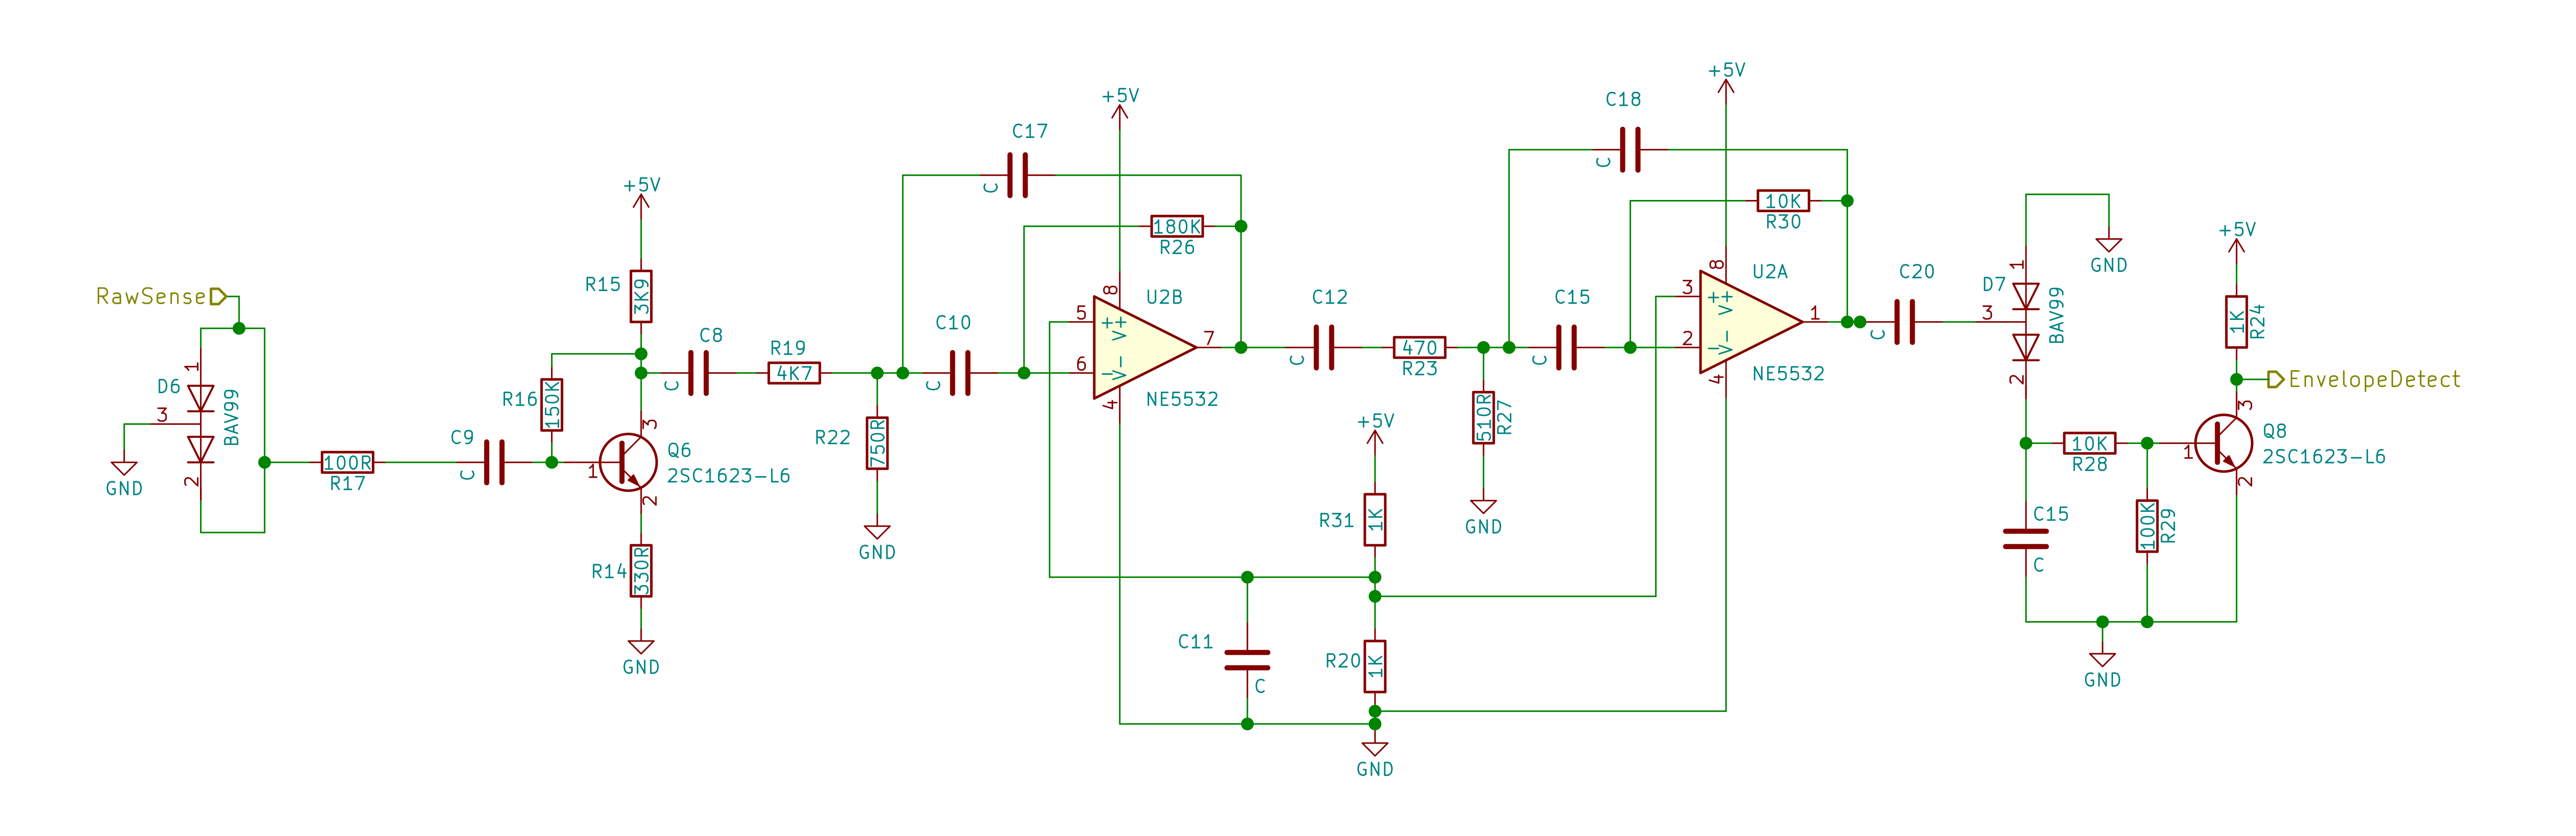 RawSense
D6
BAV99
1
3
2
GND
100R
R17
C9
C
R16
150K
+5V
R15
3K9
Q6
2SC1623-L6
1
3
2
R14
330R
GND
C8
C
R19
4K7
R22
750R
GND
C10
C
C17
C
+5V
180K
R26
U2B
NE5532
5
6
7
8
4
+
-
V+
V-
C12
C
470
R23
510R
R27
GND
+5V
R31
1K
C11
C
R20
1K
GND
C15
C
C18
C
+5V
10K
R30
U2A
NE5532
3
2
1
8
4
+
-
V+
V-
C20
C
GND
D7
BAV99
1
3
2
10K
R28
C15
C
100K
R29
GND
+5V
1K
R24
EnvelopeDetect
Q8
2SC1623-L6
1
3
2